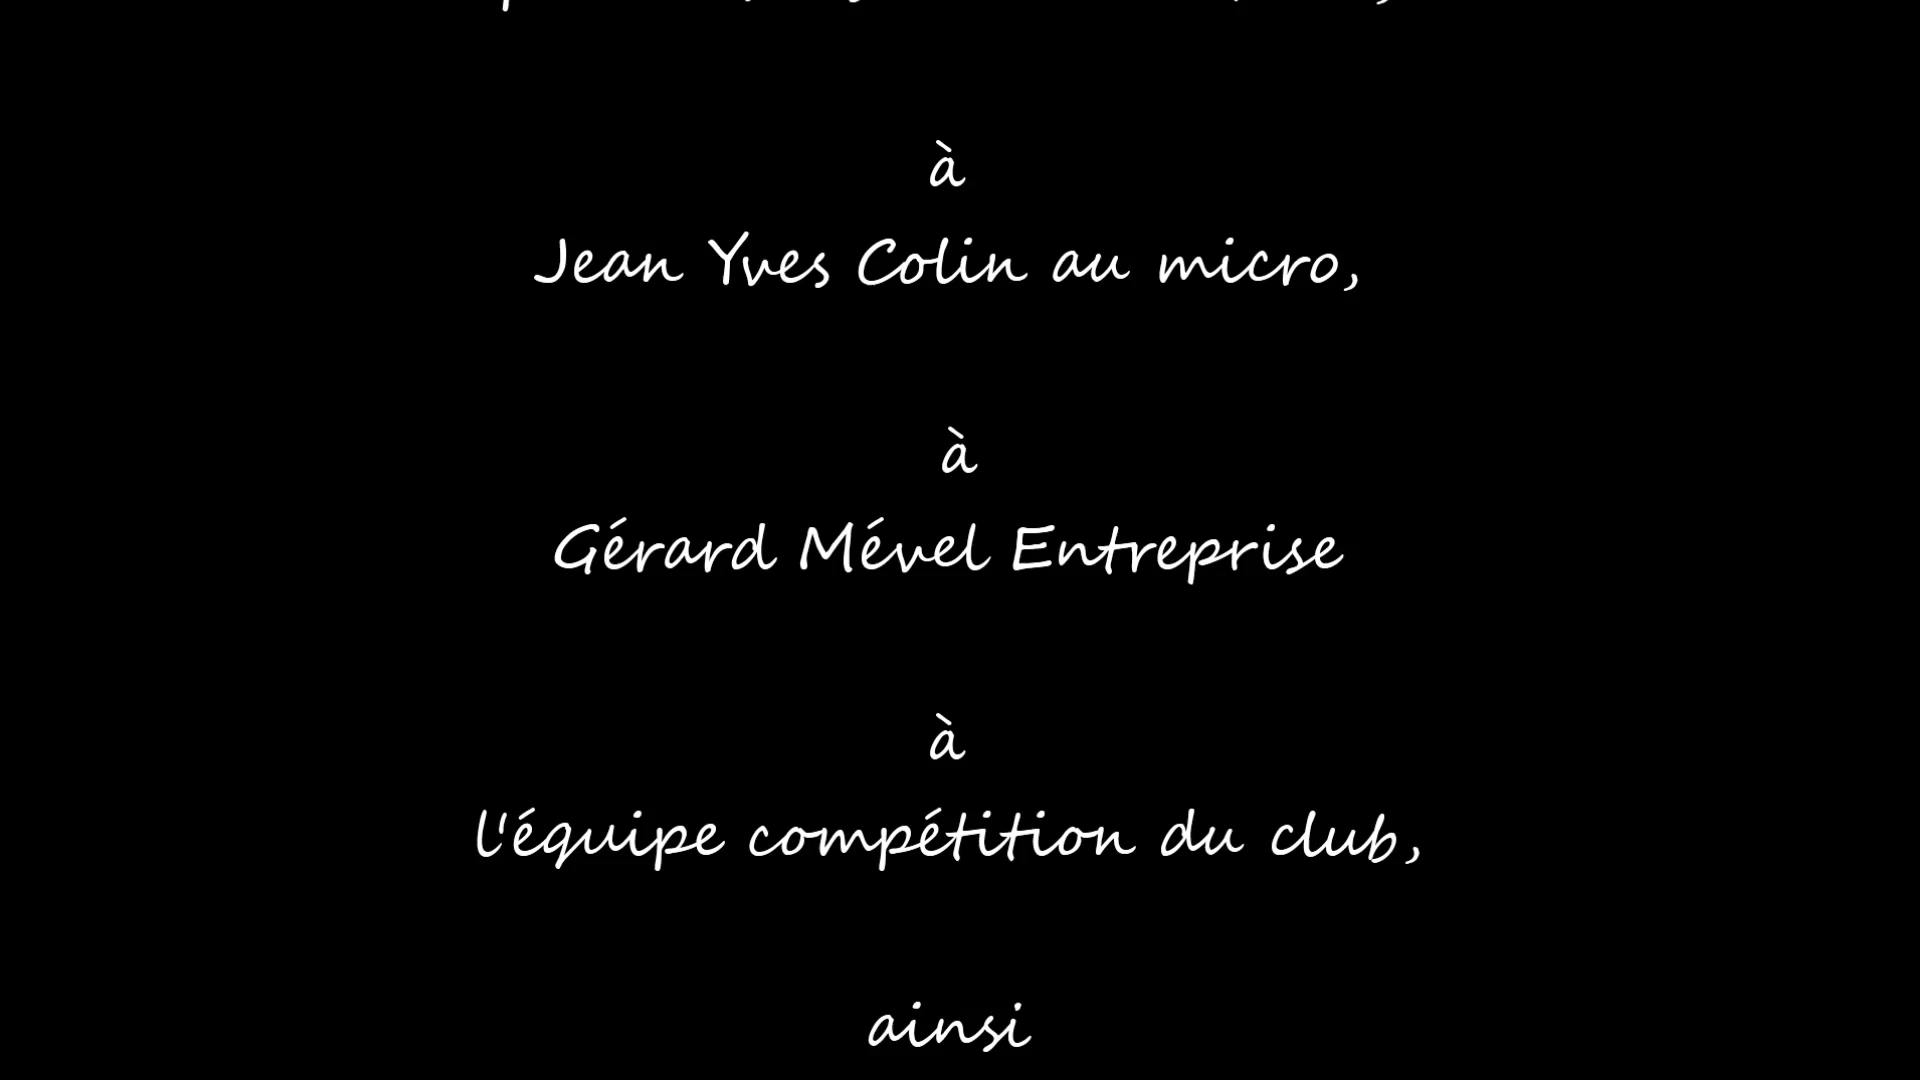 à
Jean Yves Colin au micro,
à
Gérard Mével Entreprise
à
l'équipe compétition du club,
ainsi